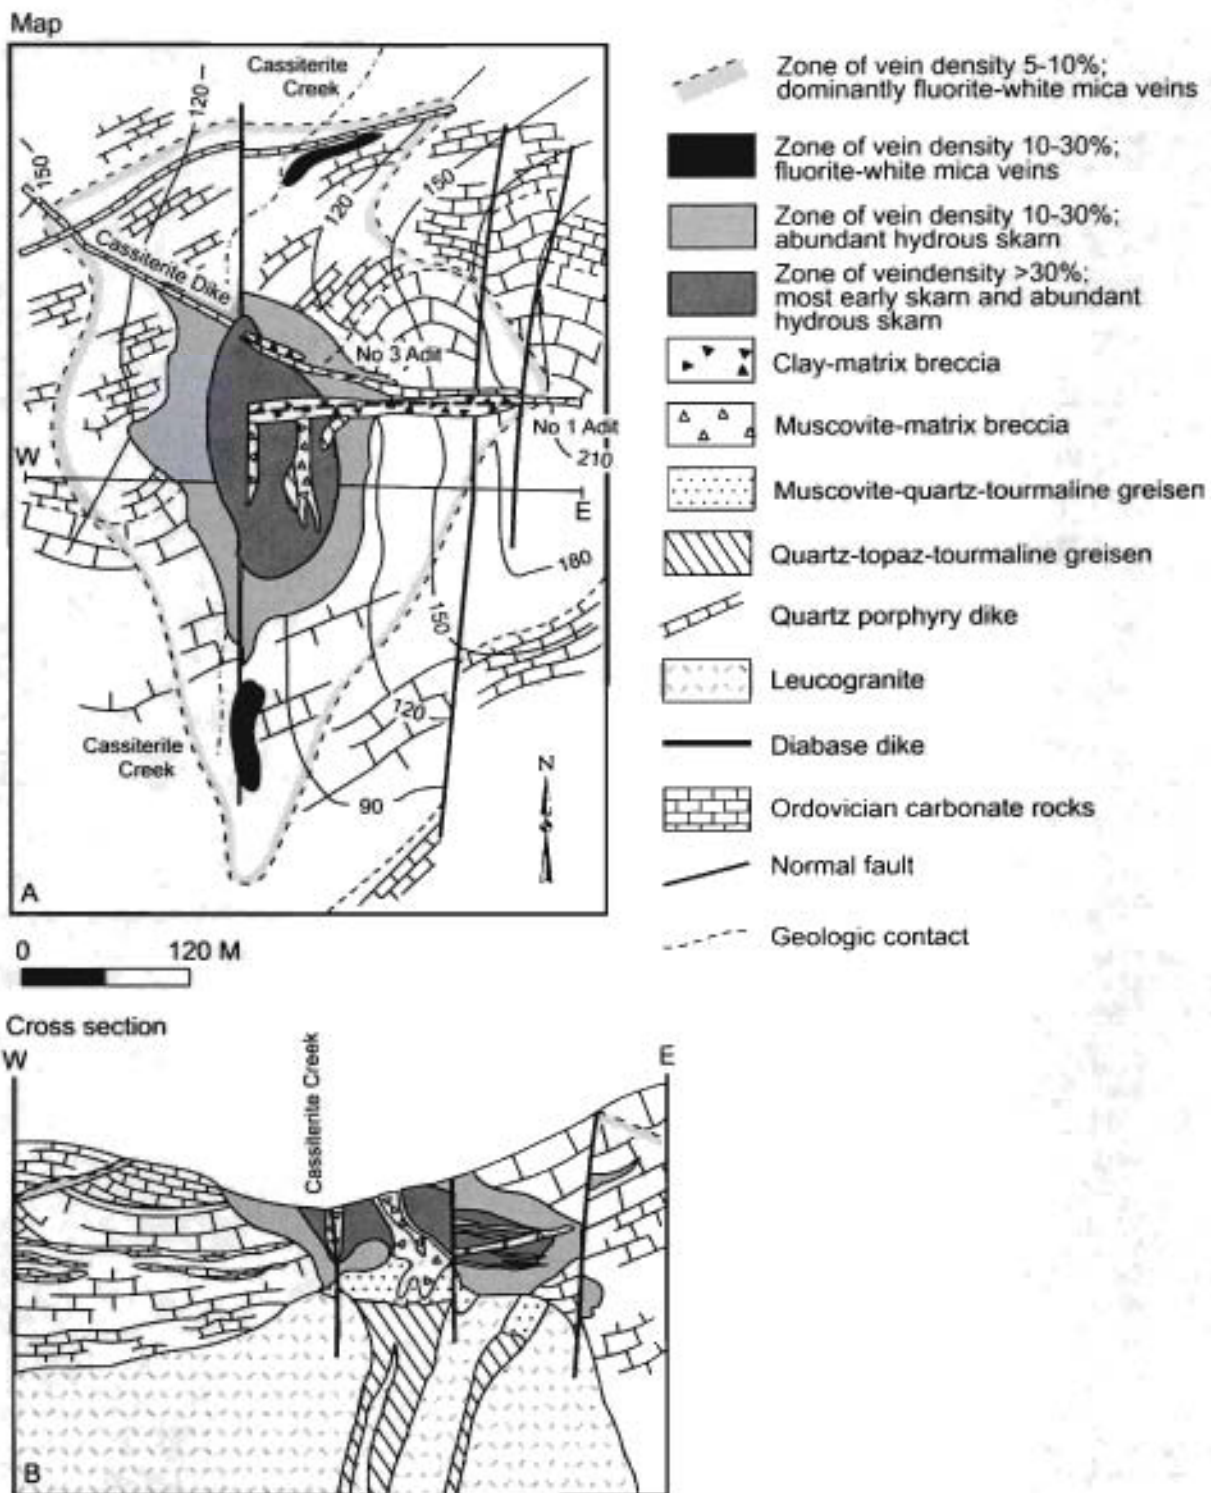 Map
Cassiterite
Creek
120
150
150
120
Cassiterite Dike
No 3 Adit
No 1 Adit
210
W
E
180
150
120
Cassiterite
Creek
90
N
A
0 120 M
Zone of vein density 5-10%;
dominantly fluorite-white mica veins
Zone of vein density 10-30%;
fluorite-white mica veins
Zone of vein density 10-30%;
abundant hydrous skarn
Zone of veindensity >30%;
most early skarn and abundant
hydrous skarn
Clay-matrix breccia
Muscovite-matrix breccia
Muscovite-quartz-tourmaline greisen
Quartz-topaz-tourmaline greisen
Quartz porphyry dike
Leucogranite
Diabase dike
Ordovician carbonate rocks
Normal fault
Geologic contact
Cross section
W
Cassiterite Creek
E
B